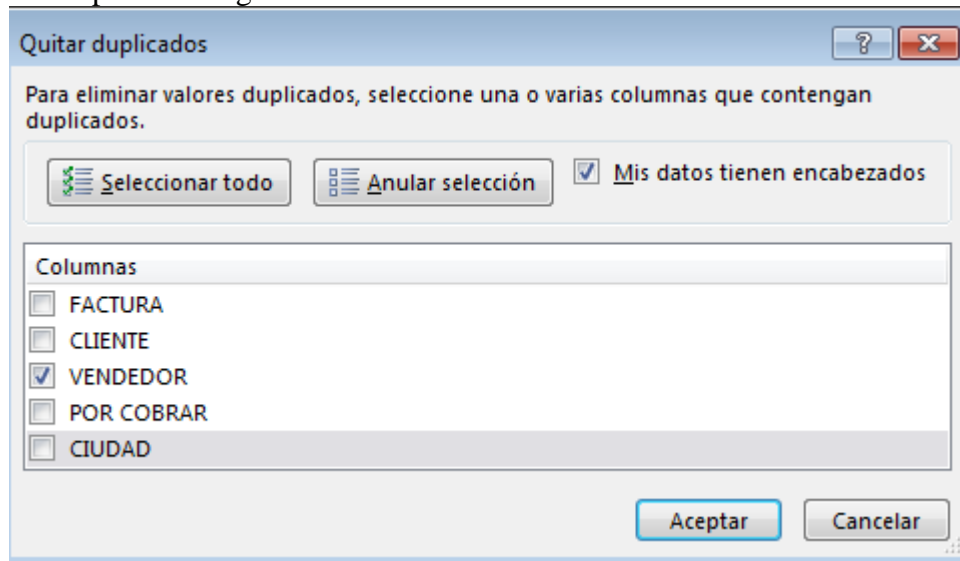 Quitar duplicados
Para eliminar valores duplicados, seleccione una o varias columnas que contengan
duplicados.
Seleccionar todo
Anular selección
Mis datos tienen encabezados
Columnas
FACTURA
CLIENTE
VENDEDOR
POR COBRAR
CIUDAD
Aceptar
Cancelar